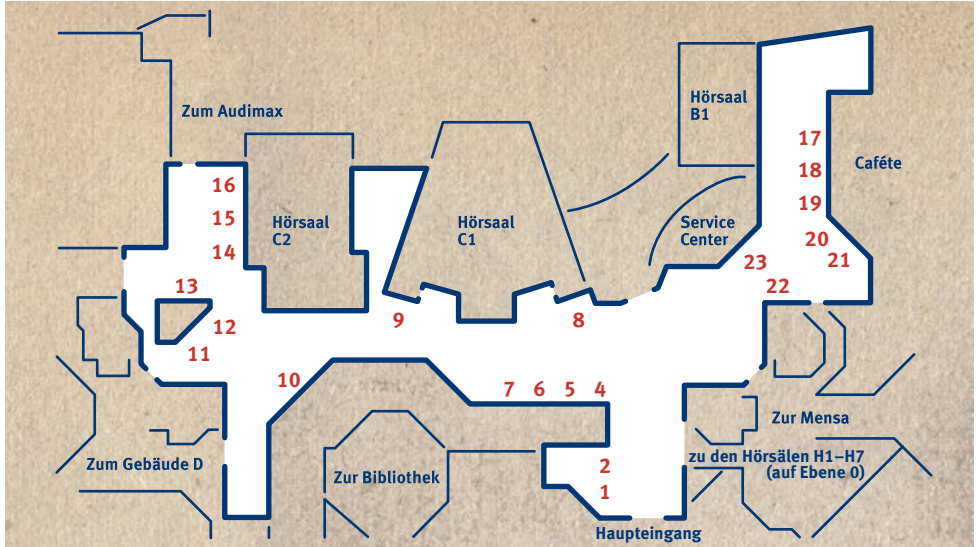 Zum Audimax
Hörsaal
B1
17
18
19
20
21
Caféte
16
15
14
Hörsaal
C2
Hörsaal
C1
Service
Center
23
22
13
12
11
9
8
10
7 6 5 4
Zur Mensa
zu den Hörsälen H1–H7
(auf Ebene 0)
Zum Gebäude D
Zur Bibliothek
2
1
Haupteingang